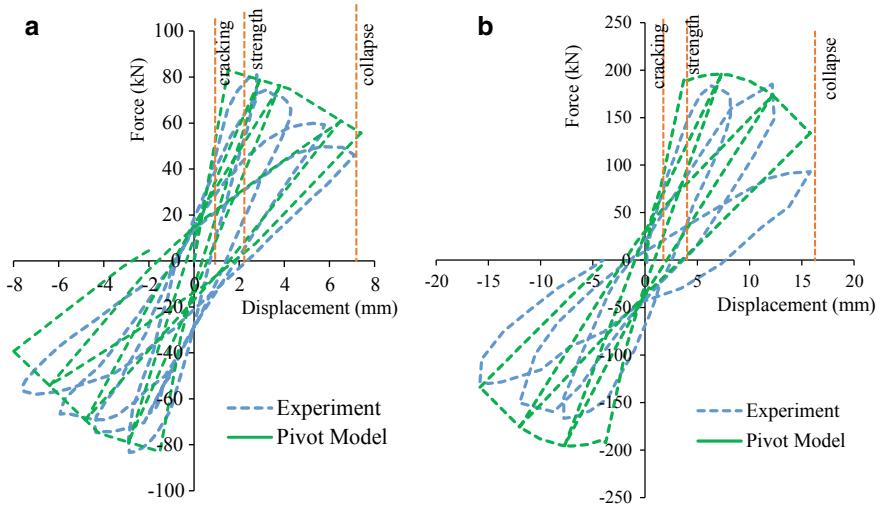 a
Force (kN)
100
80
60
40
20
0
-20
-40
-60
-80
-100
-8
-6
-4
-2
0
2
4
6
8
Displacement (mm)
cracking
strength
collapse
Experiment
Pivot Model
b
Force (kN)
250
200
150
100
50
0
-50
-100
-150
-200
-250
-20
-15
-10
-5
0
5
10
15
20
Displacement (mm)
cracking
strength
collapse
Experiment
Pivot Model